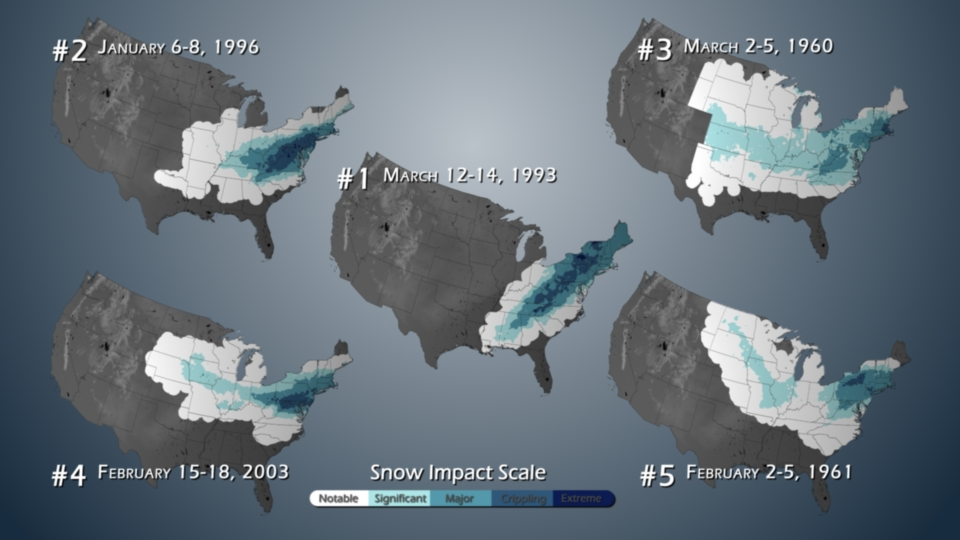 #2 January 6-8, 1996
#3 March 2-5, 1960
#1 March 12-14, 1993
#4 February 15-18, 2003
Snow Impact Scale
Notable Significant Major Crippling Extreme
#5 February 2-5, 1961